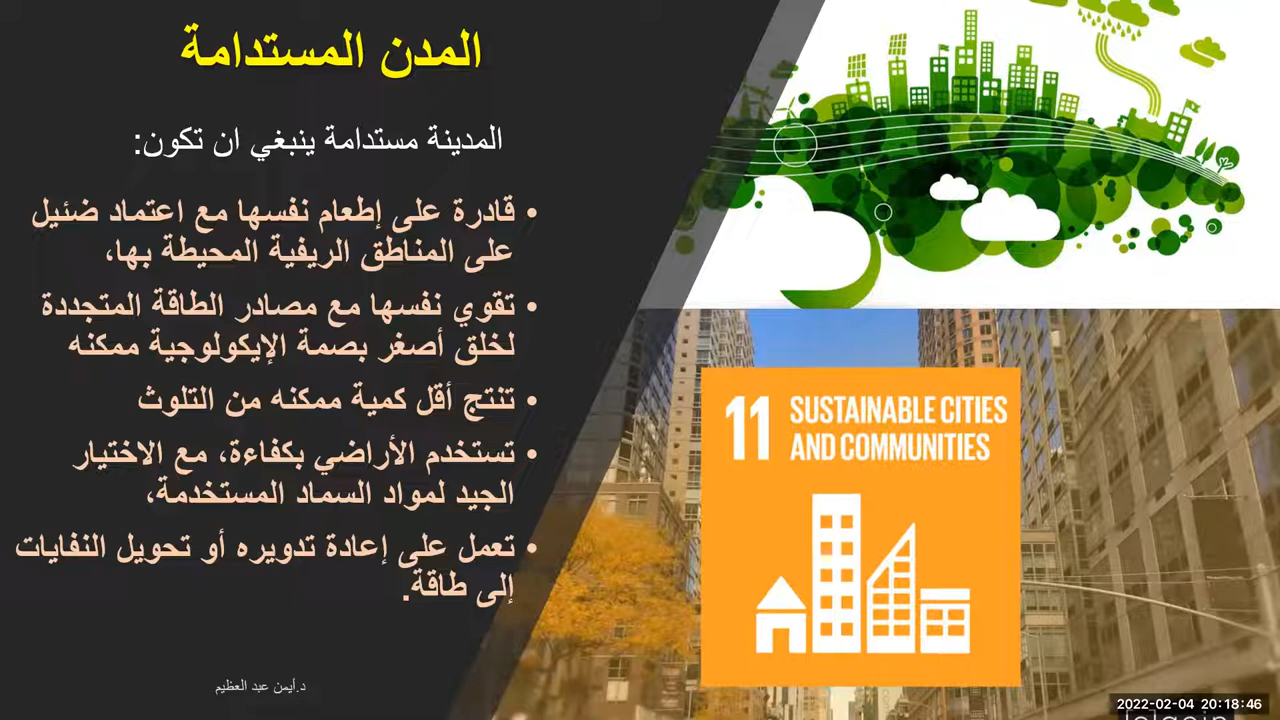 المدن المستدامة
المدينة مستدامة ينبغي ان تكون:
• قادرة على إطعام نفسها مع اعتماد ضئيل
على المناطق الريفية المحيطة بها،
• تقوي نفسها مع مصادر الطاقة المتجددة
لخلق أصغر بصمة الإيكولوجية ممكنه
• تنتج أقل كمية ممكنه من التلوث
• تستخدم الأراضي بكفاءة، مع الاختيار
الجيد لمواد السماد المستخدمة،
• تعمل على إعادة تدويره أو تحويل النفايات
إلى طاقة.
د.أيمن عبد العظيم
11 SUSTAINABLE CITIES
AND COMMUNITIES
2022-02-04 20:18:46